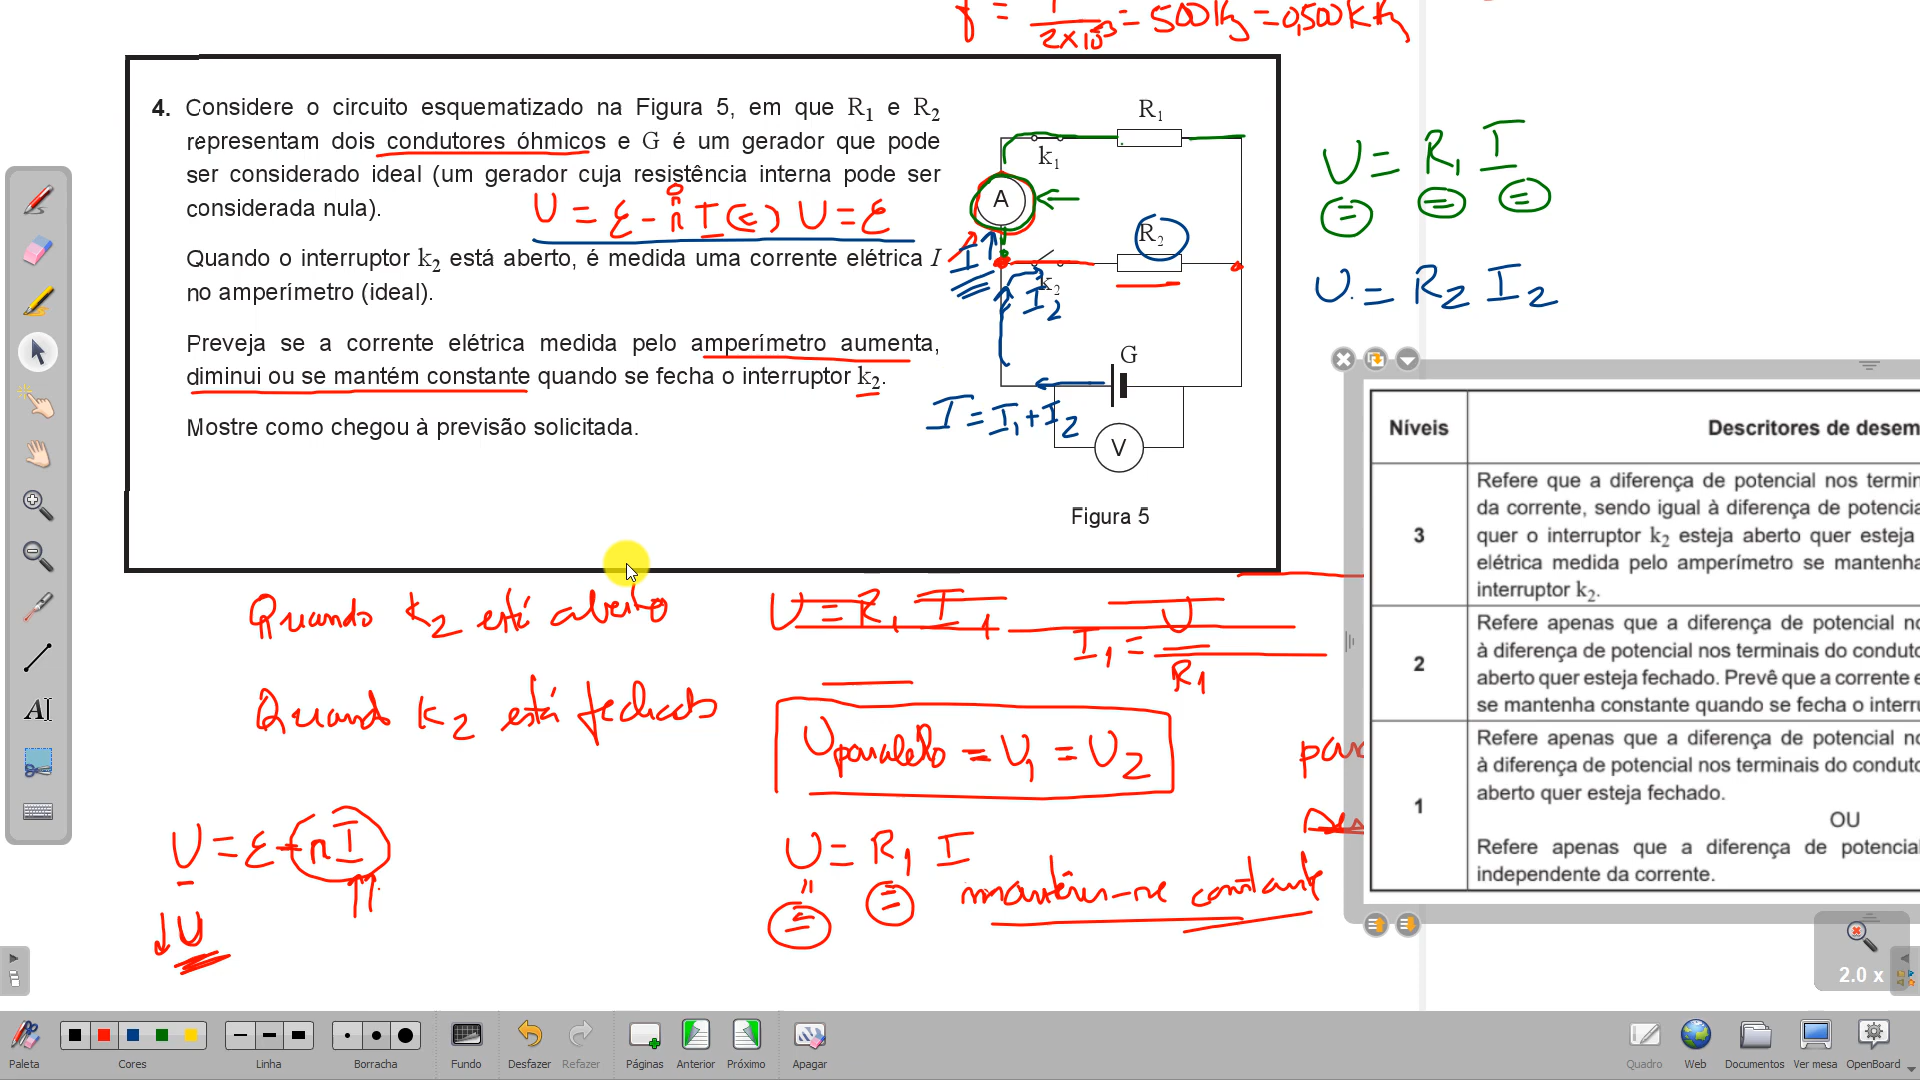 = 1 / 2×10⁻³ = 500 Hz = 0,500 kHz
4. Considere o circuito esquematizado na Figura 5, em que R₁ e R₂
representam dois condutores óhmicos e G é um gerador que pode
ser considerado ideal (um gerador cuja resistência interna pode ser
considerada nula).
U = ε - r I (=) U = ε
0
Quando o interruptor k₂ está aberto, é medida uma corrente elétrica I
no amperímetro (ideal).
Preveja se a corrente elétrica medida pelo amperímetro aumenta,
diminui ou se mantém constante quando se fecha o interruptor k₂.
Mostre como chegou à previsão solicitada.
R₁
k₁
A
R₂
I
k₂
I₂
G
I = I₁ + I₂
V
Figura 5
U = R₁ I
U = R₂ I₂
Níveis
Descritores de desem
3
Refere que a diferença de potencial nos termin
da corrente, sendo igual à diferença de potencia
quer o interruptor k₂ esteja aberto quer esteja
elétrica medida pelo amperímetro se mantenha
interruptor k₂.
2
Refere apenas que a diferença de potencial no
à diferença de potencial nos terminais do conduto
aberto quer esteja fechado. Prevê que a corrente e
se mantenha constante quando se fecha o interru
1
Refere apenas que a diferença de potencial no
à diferença de potencial nos terminais do conduto
aberto quer esteja fechado.
OU
Refere apenas que a diferença de potencial
independente da corrente.
Quando k₂ está aberto
U = R₁ I₁
I₁ = U / R₁
Quando k₂ está fechado
U paralelo = U₁ = U₂
U = ε - r I
U
U = R₁ I
mantém-se constante
2.0 x
Paleta
Cores
Linha
Borracha
Fundo
Desfazer
Refazer
Páginas
Anterior
Próximo
Apagar
Quadro
Web
Documentos
Ver mesa
OpenBoard